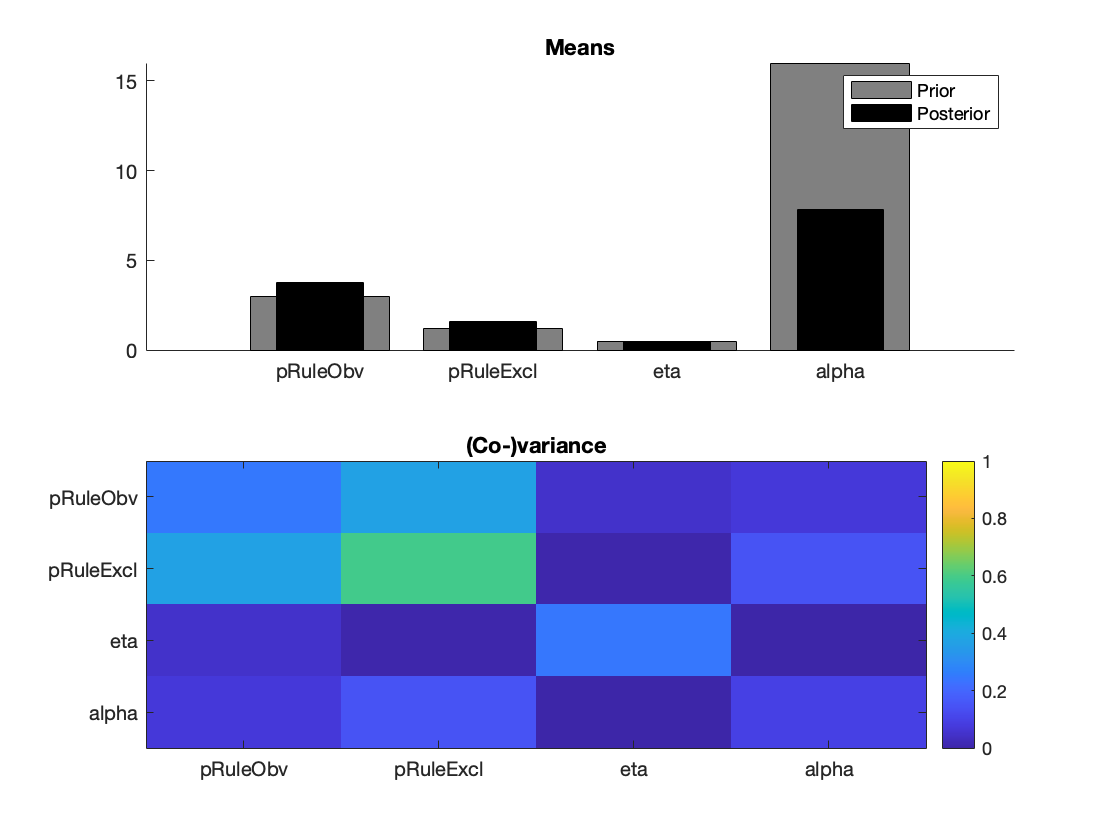 Means
15
10
5
0
Prior
Posterior
pRuleObv pRuleExcl eta alpha
(Co-)variance
pRuleObv
pRuleExcl
eta
alpha
1
0.8
0.6
0.4
0.2
0
pRuleObv pRuleExcl eta alpha